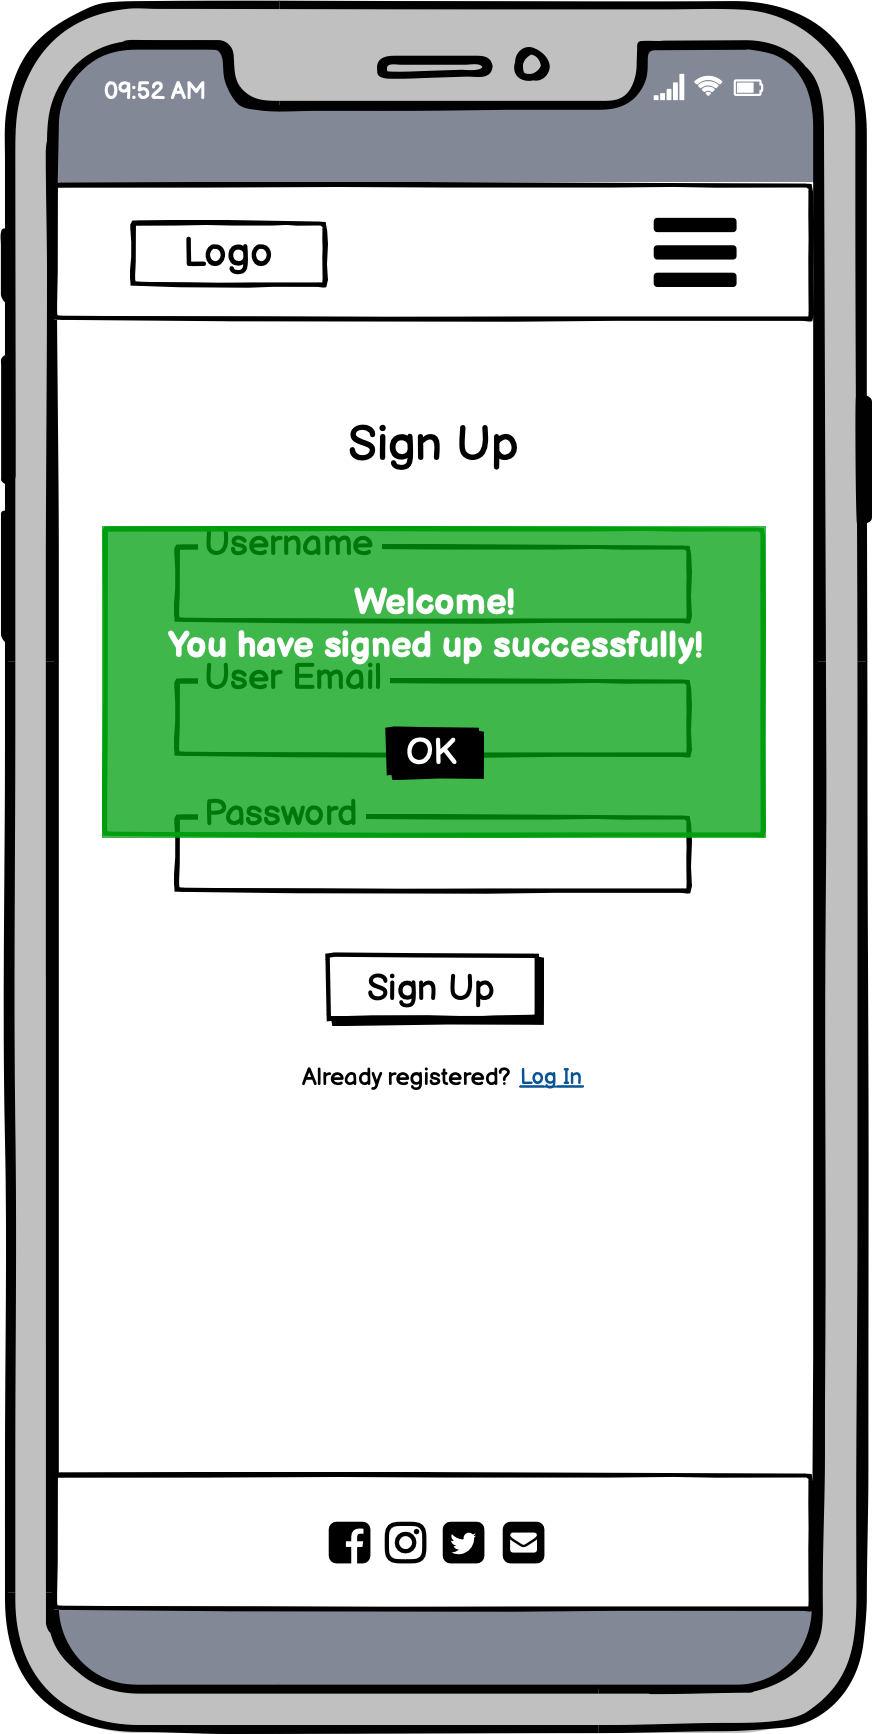 09:52 AM
Logo
Sign Up
Username
Welcome!
You have signed up successfully!
User Email
OK
Password
Sign Up
Already registered? Log In